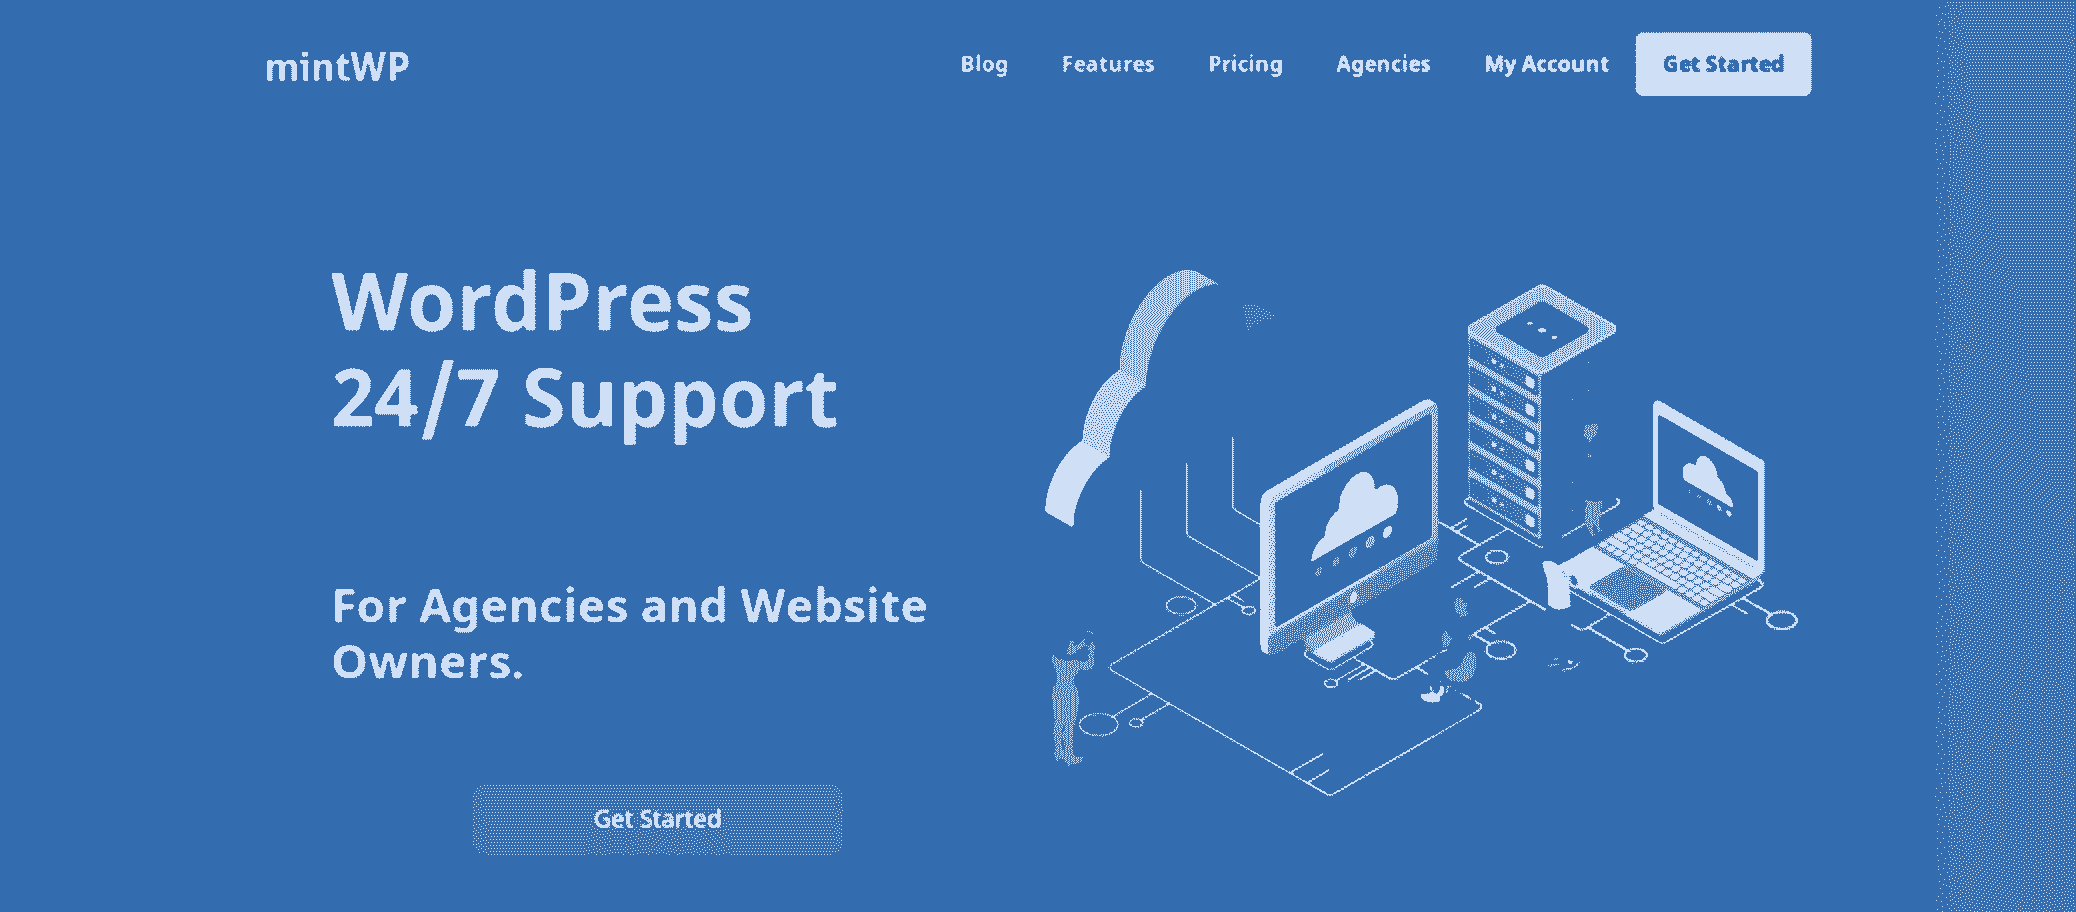 mintWP
Blog
Features
Pricing
Agencies
My Account
Get Started
WordPress
24/7 Support
For Agencies and Website
Owners.
Get Started